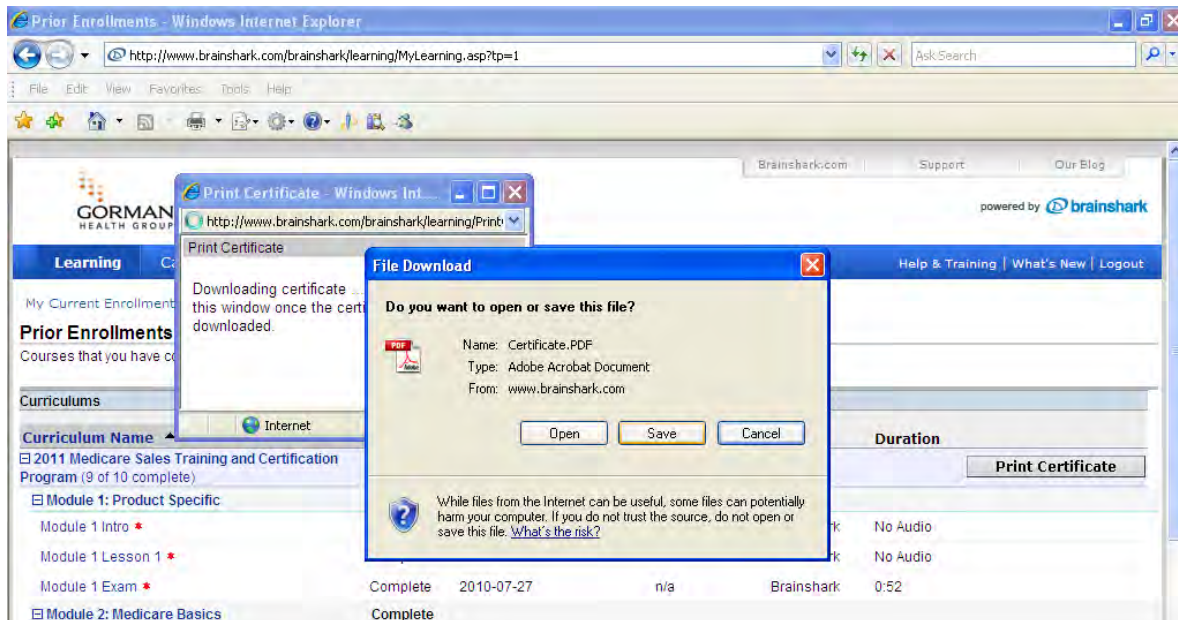 Prior Enrollments - Windows Internet Explorer
http://www.brainshark.com/brainshark/learning/MyLearning.asp?tp=1
Ask Search
File Edit View Favorites Tools Help
Brainshark.com Support Our Blog
GORMAN
HEALTH GROUP
powered by brainshark
Print Certificate - Windows Int...
http://www.brainshark.com/brainshark/learning/Print
Print Certificate
Downloading certificate ...
this window once the certi
downloaded.
Internet
Learning Ca
Help & Training | What's New | Logout
My Current Enrollment
Prior Enrollments
Courses that you have co
File Download
Do you want to open or save this file?
PDF
Adobe
Name: Certificate.PDF
Type: Adobe Acrobat Document
From: www.brainshark.com
Open Save Cancel
While files from the Internet can be useful, some files can potentially
harm your computer. If you do not trust the source, do not open or
save this file. What's the risk?
Curriculums
Curriculum Name Duration
2011 Medicare Sales Training and Certification
Program (9 of 10 complete)
Print Certificate
Module 1: Product Specific
Module 1 Intro * rk No Audio
Module 1 Lesson 1 * rk No Audio
Module 1 Exam * Complete 2010-07-27 n/a Brainshark 0:52
Module 2: Medicare Basics Complete